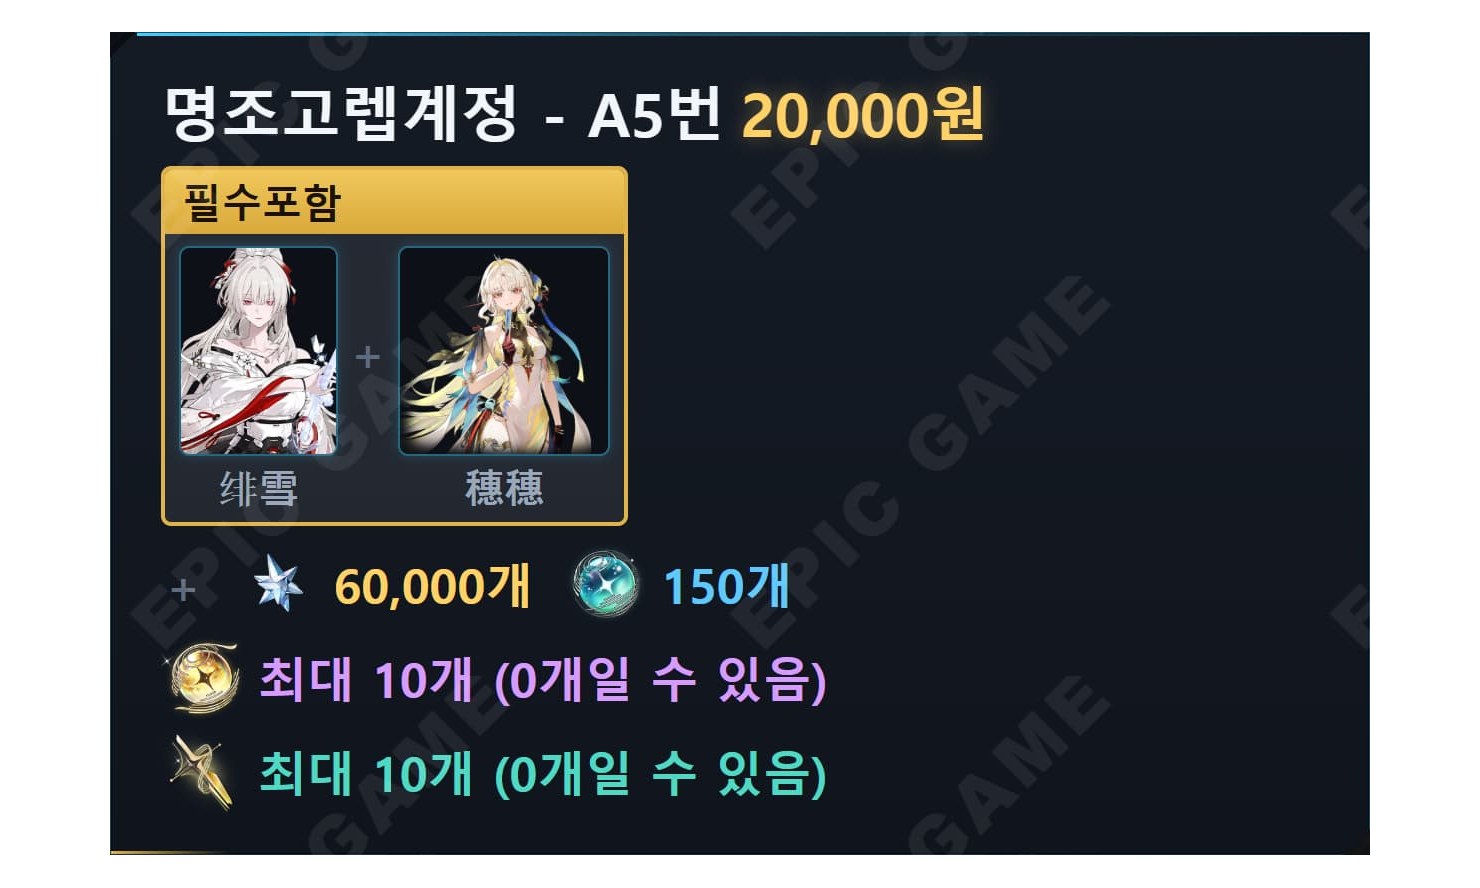 명조고렙계정 - A5번 20,000원
필수포함
+
绯雪 穗穗
+ 60,000개 150개
최대 10개 (0개일 수 있음)
최대 10개 (0개일 수 있음)
EPIC GAME